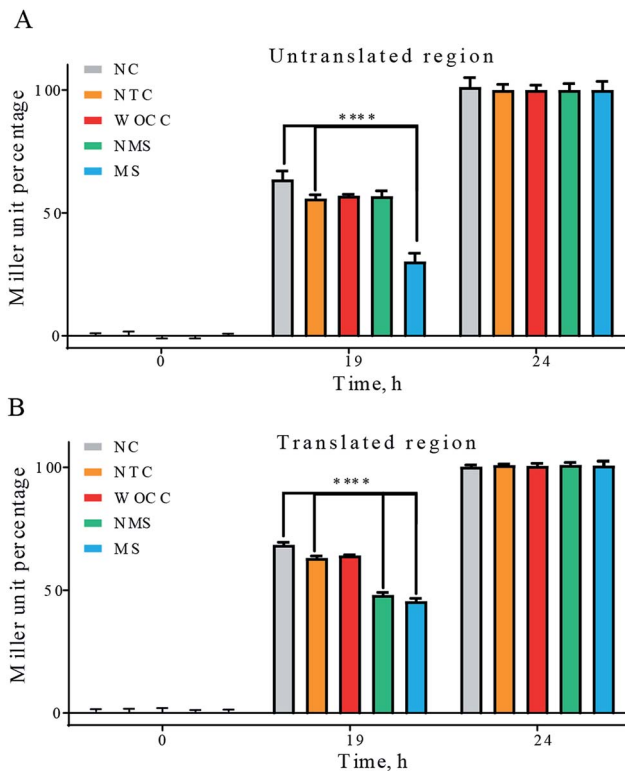 A
Untranslated region
NC
NTC
WOCC
NMS
MS
****
Miller unit percentage
100
50
0
0 19 24
Time, h
B
Translated region
NC
NTC
WOCC
NMS
MS
****
Miller unit percentage
100
50
0
0 19 24
Time, h